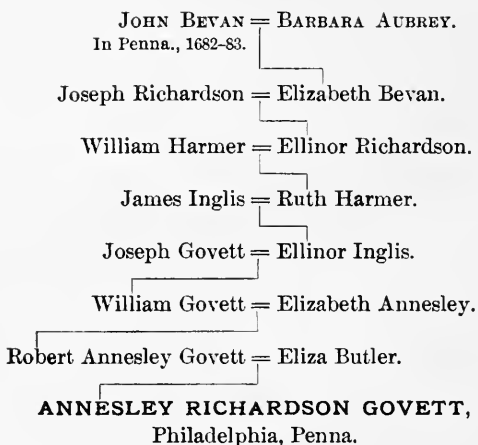 JOHN BEVAN = BARBARA AUBREY.
In Penna., 1682-83.
Joseph Richardson = Elizabeth Bevan.
William Harmer = Ellinor Richardson.
James Inglis = Ruth Harmer.
Joseph Govett = Ellinor Inglis.
William Govett = Elizabeth Annesley.
Robert Annesley Govett = Eliza Butler.
ANNESLEY RICHARDSON GOVETT,
Philadelphia, Penna.